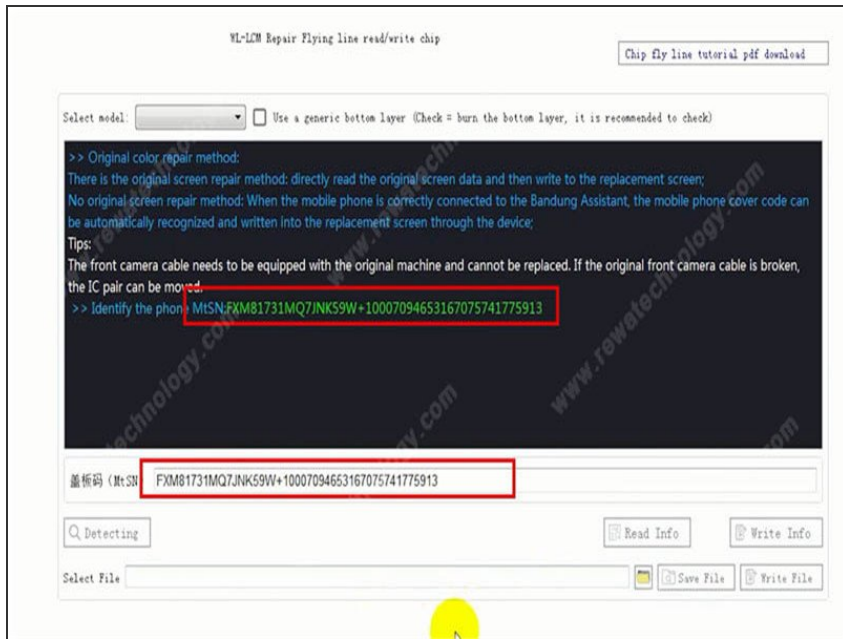 WL-LCM Repair Flying line read/write chip
Chip fly line tutorial pdf download
Select model:
Use a generic bottom layer (Check = burn the bottom layer, it is recommended to check)
>> Original color repair method:
There is the original screen repair method: directly read the original screen data and then write to the replacement screen;
No original screen repair method: When the mobile phone is correctly connected to the Bandung Assistant, the mobile phone cover code can
be automatically recognized and written into the replacement screen through the device;
Tips:
The front camera cable needs to be equipped with the original machine and cannot be replaced. If the original front camera cable is broken,
the IC pair can be moved.
>> Identify the phone MtSN:FXM81731MQ7JNK59W+10007094653167075741775913
盖板码 (MtSN
FXM81731MQ7JNK59W+10007094653167075741775913
Detecting
Read Info
Write Info
Select File
Save File
Write File
www.rewatechnology.com
www.rewatechnology.com